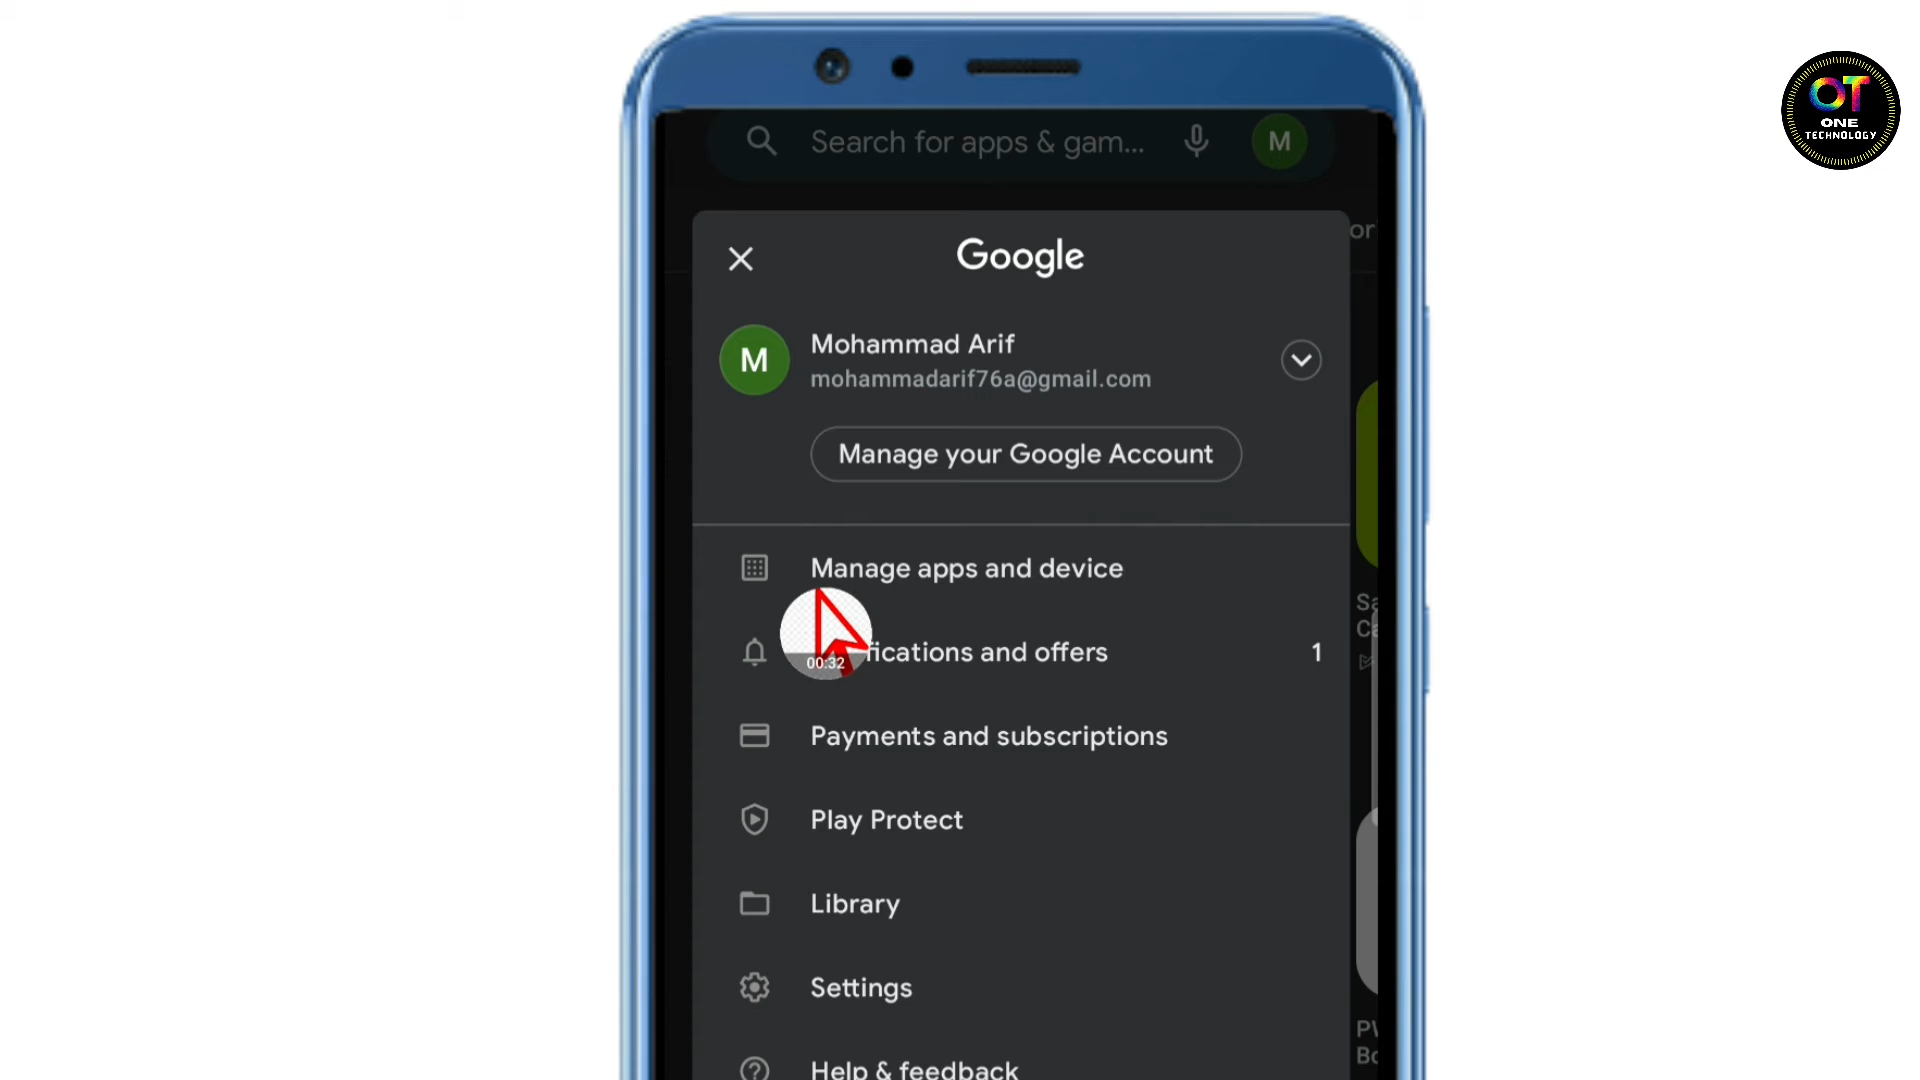 OT
ONE
TECHNOLOGY
Search for apps & gam...
M
Google
M
Mohammad Arif
mohammadarif76a@gmail.com
Manage your Google Account
Manage apps and device
fications and offers
1
00:32
Payments and subscriptions
Play Protect
Library
Settings
Help & feedback